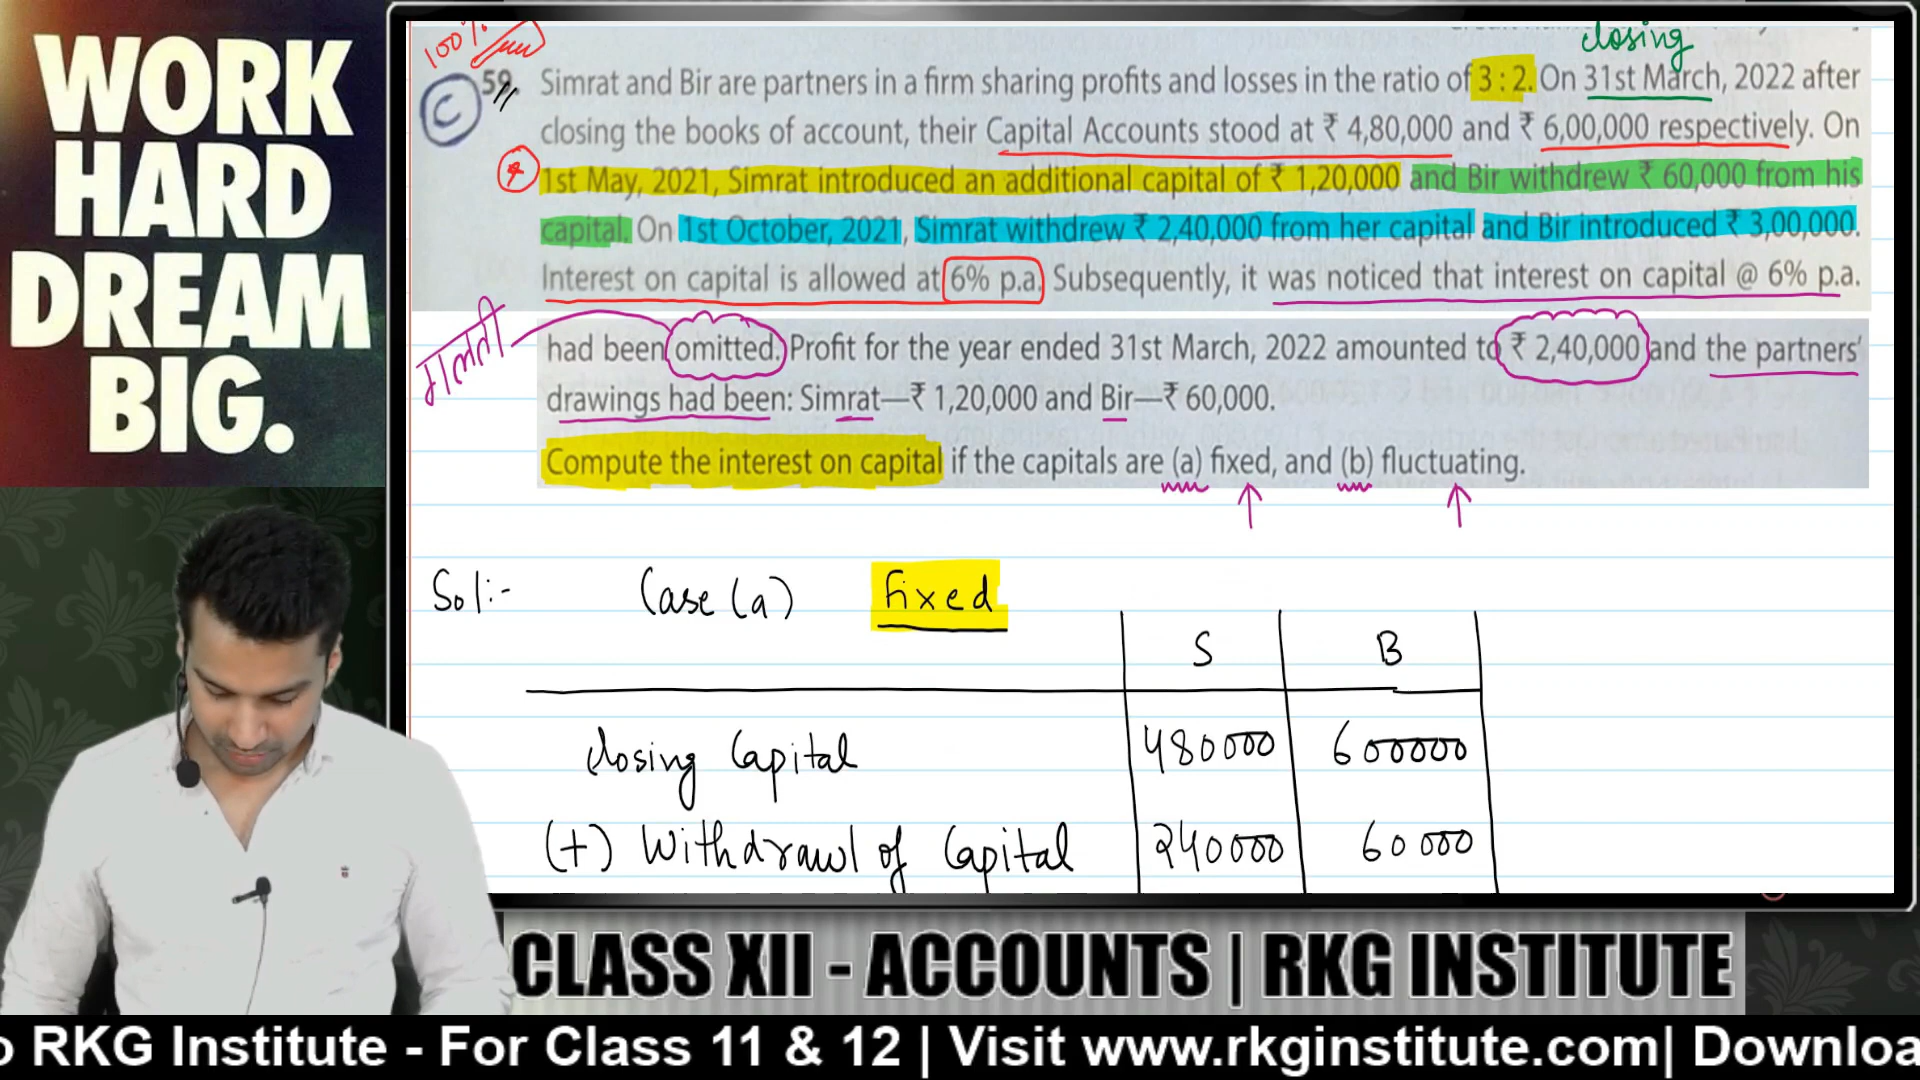 WORK
HARD
DREAM
BIG.
100%
closing
C
59. Simrat and Bir are partners in a firm sharing profits and losses in the ratio of 3 : 2. On 31st March, 2022 after
closing the books of account, their Capital Accounts stood at ₹ 4,80,000 and ₹ 6,00,000 respectively. On
1st May, 2021, Simrat introduced an additional capital of ₹ 1,20,000 and Bir withdrew ₹ 60,000 from his
capital. On 1st October, 2021, Simrat withdrew ₹ 2,40,000 from her capital and Bir introduced ₹ 3,00,000.
Interest on capital is allowed at 6% p.a. Subsequently, it was noticed that interest on capital @ 6% p.a.
गलती
had been omitted. Profit for the year ended 31st March, 2022 amounted to ₹ 2,40,000 and the partners'
drawings had been: Simrat—₹ 1,20,000 and Bir—₹ 60,000.
Compute the interest on capital if the capitals are (a) fixed, and (b) fluctuating.
Sol:- Case (a) fixed
S B
Closing Capital 480000 600000
(+) Withdrawl of Capital 240000 60000
CLASS XII - ACCOUNTS | RKG INSTITUTE
o RKG Institute - For Class 11 & 12 | Visit www.rkginstitute.com| Downloa